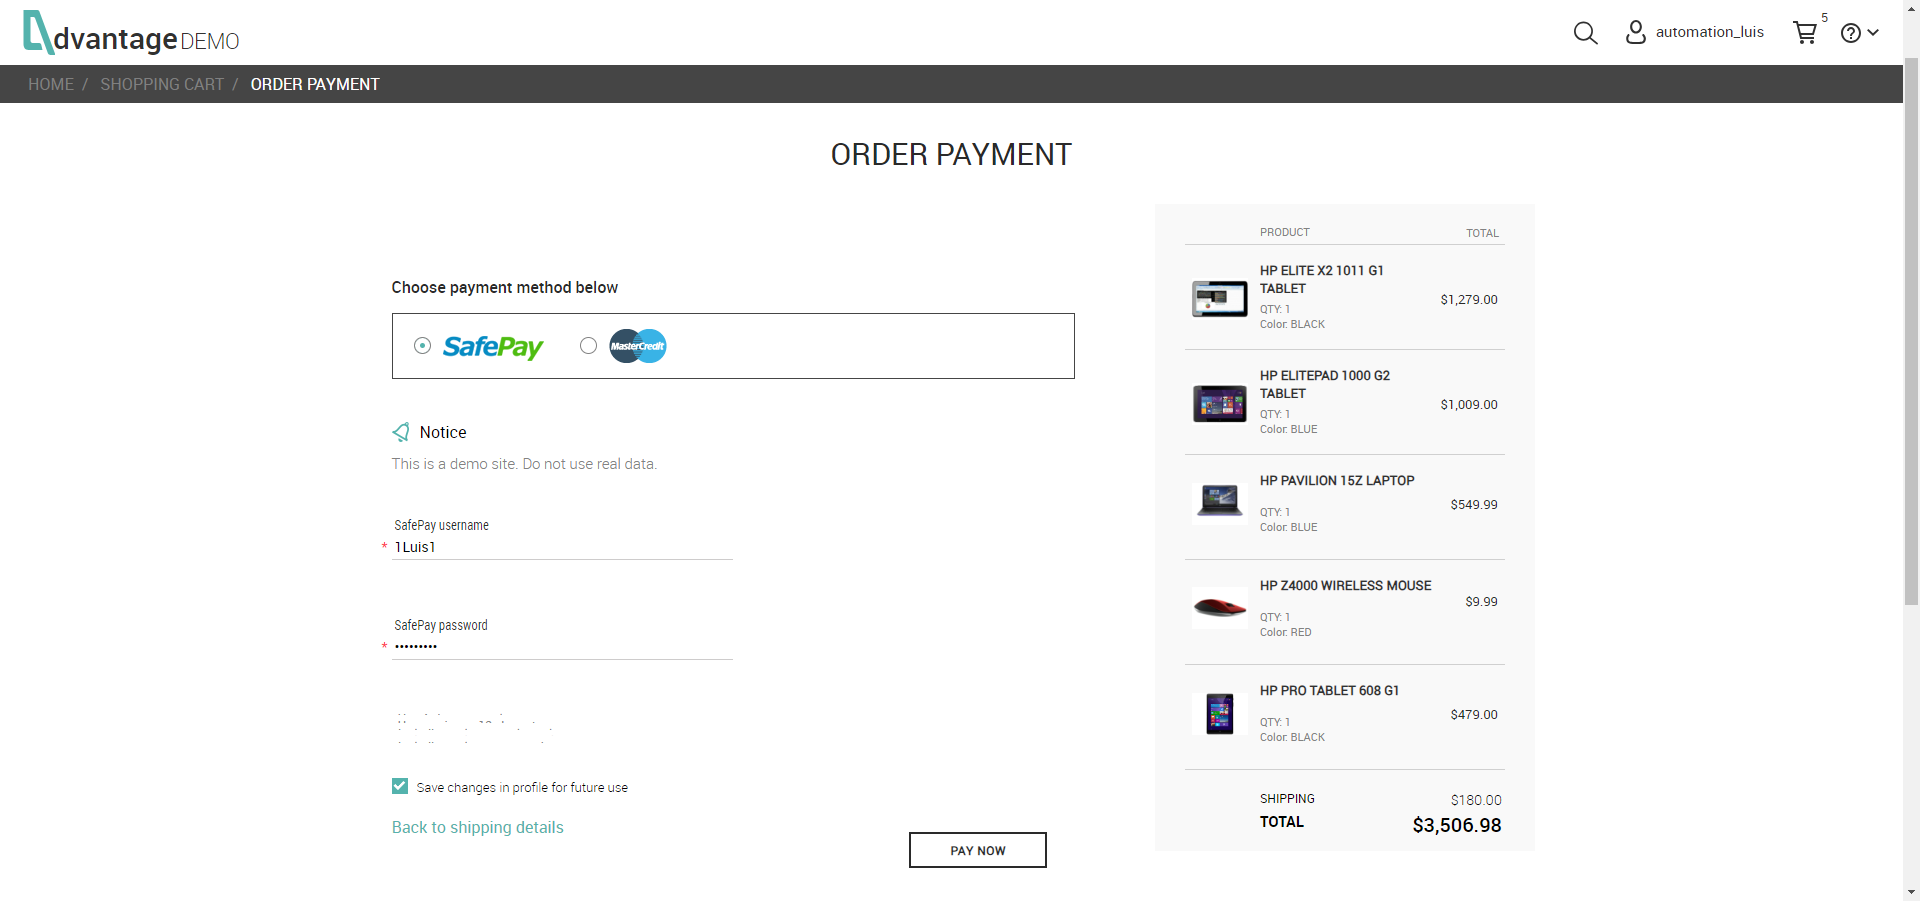 dvantage DEMO
automation_luis
5
HOME / SHOPPING CART / ORDER PAYMENT
ORDER PAYMENT
Choose payment method below
SafePay
MasterCredit
Notice
This is a demo site. Do not use real data.
SafePay username
* 1Luis1
SafePay password
* •••••••••
Save changes in profile for future use
Back to shipping details
PAY NOW
PRODUCT TOTAL
HP ELITE X2 1011 G1
TABLET
$1,279.00
QTY: 1
Color: BLACK
HP ELITEPAD 1000 G2
TABLET
$1,009.00
QTY: 1
Color: BLUE
HP PAVILION 15Z LAPTOP
$549.99
QTY: 1
Color: BLUE
HP Z4000 WIRELESS MOUSE
$9.99
QTY: 1
Color: RED
HP PRO TABLET 608 G1
$479.00
QTY: 1
Color: BLACK
SHIPPING $180.00
TOTAL $3,506.98